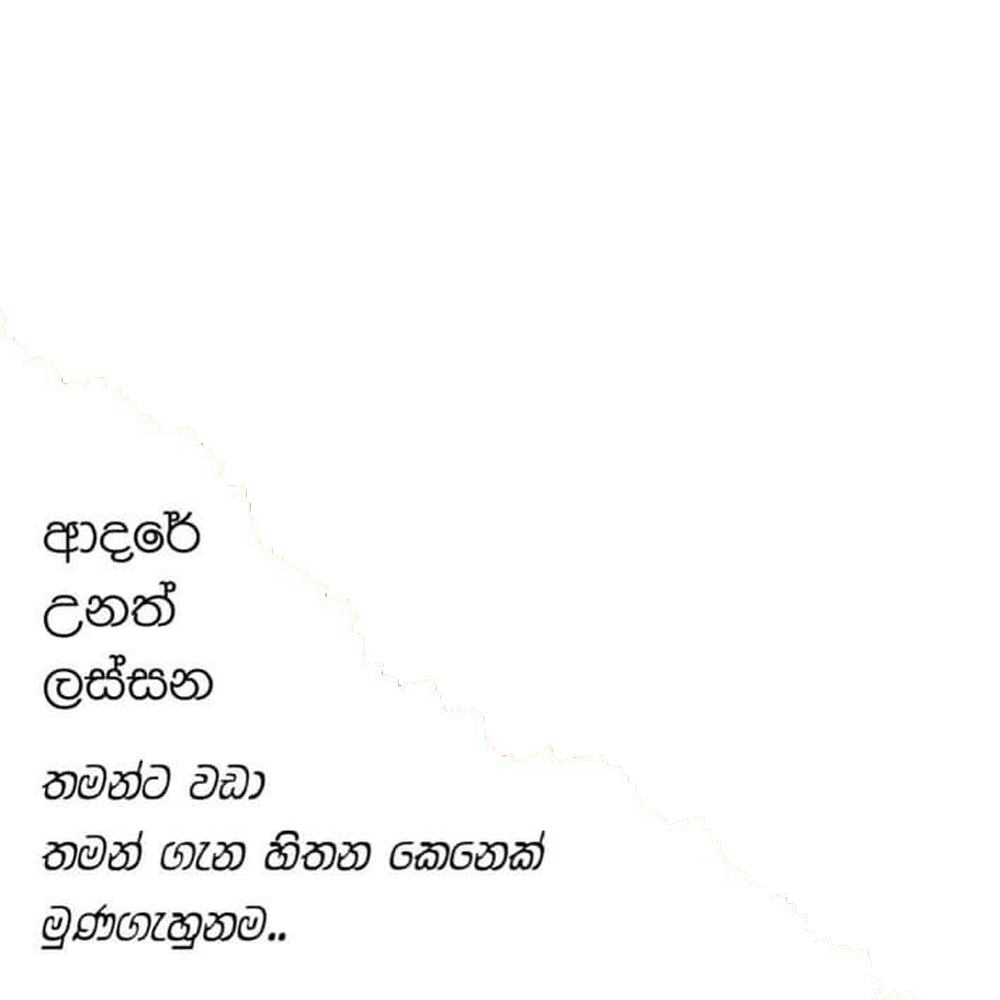 ආදරේ
උනත්
ලස්සන
තමන්ට වඩා
තමන් ගැන හිතන කෙනෙක්
මුණගැහුනම..